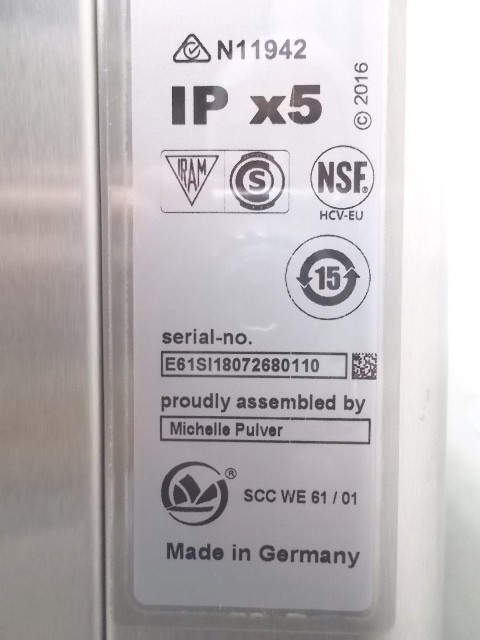 N11942
IP x5
© 2016
IRAM
S
NSF®
HCV-EU
15
serial-no.
E61SI18072680110
proudly assembled by
Michelle Pulver
®
SCC WE 61 / 01
Made in Germany